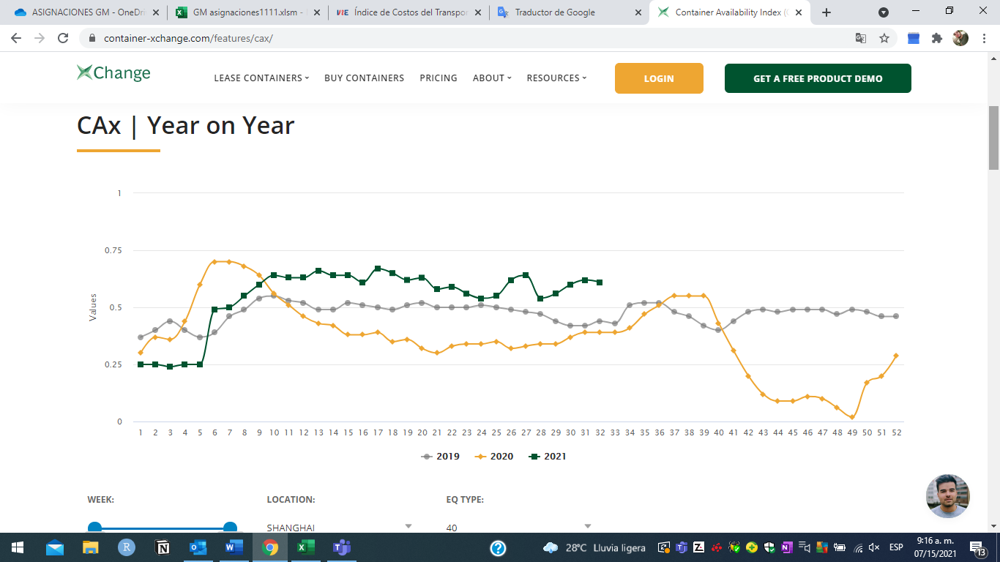 ASIGNACIONES GM - OneDri
GM asignaciones1111.xlsm -
Índice de Costos del Transpor
Traductor de Google
Container Availability Index (
container-xchange.com/features/cax/
XChange
LEASE CONTAINERS
BUY CONTAINERS
PRICING
ABOUT
RESOURCES
LOGIN
GET A FREE PRODUCT DEMO
CAx | Year on Year
Values
1
0.75
0.5
0.25
0
1 2 3 4 5 6 7 8 9 10 11 12 13 14 15 16 17 18 19 20 21 22 23 24 25 26 27 28 29 30 31 32 33 34 35 36 37 38 39 40 41 42 43 44 45 46 47 48 49 50 51 52
2019 2020 2021
WEEK: LOCATION: EQ TYPE:
SHANGHAI 40
28°C Lluvia ligera
ESP
9:16 a. m.
07/15/2021
13